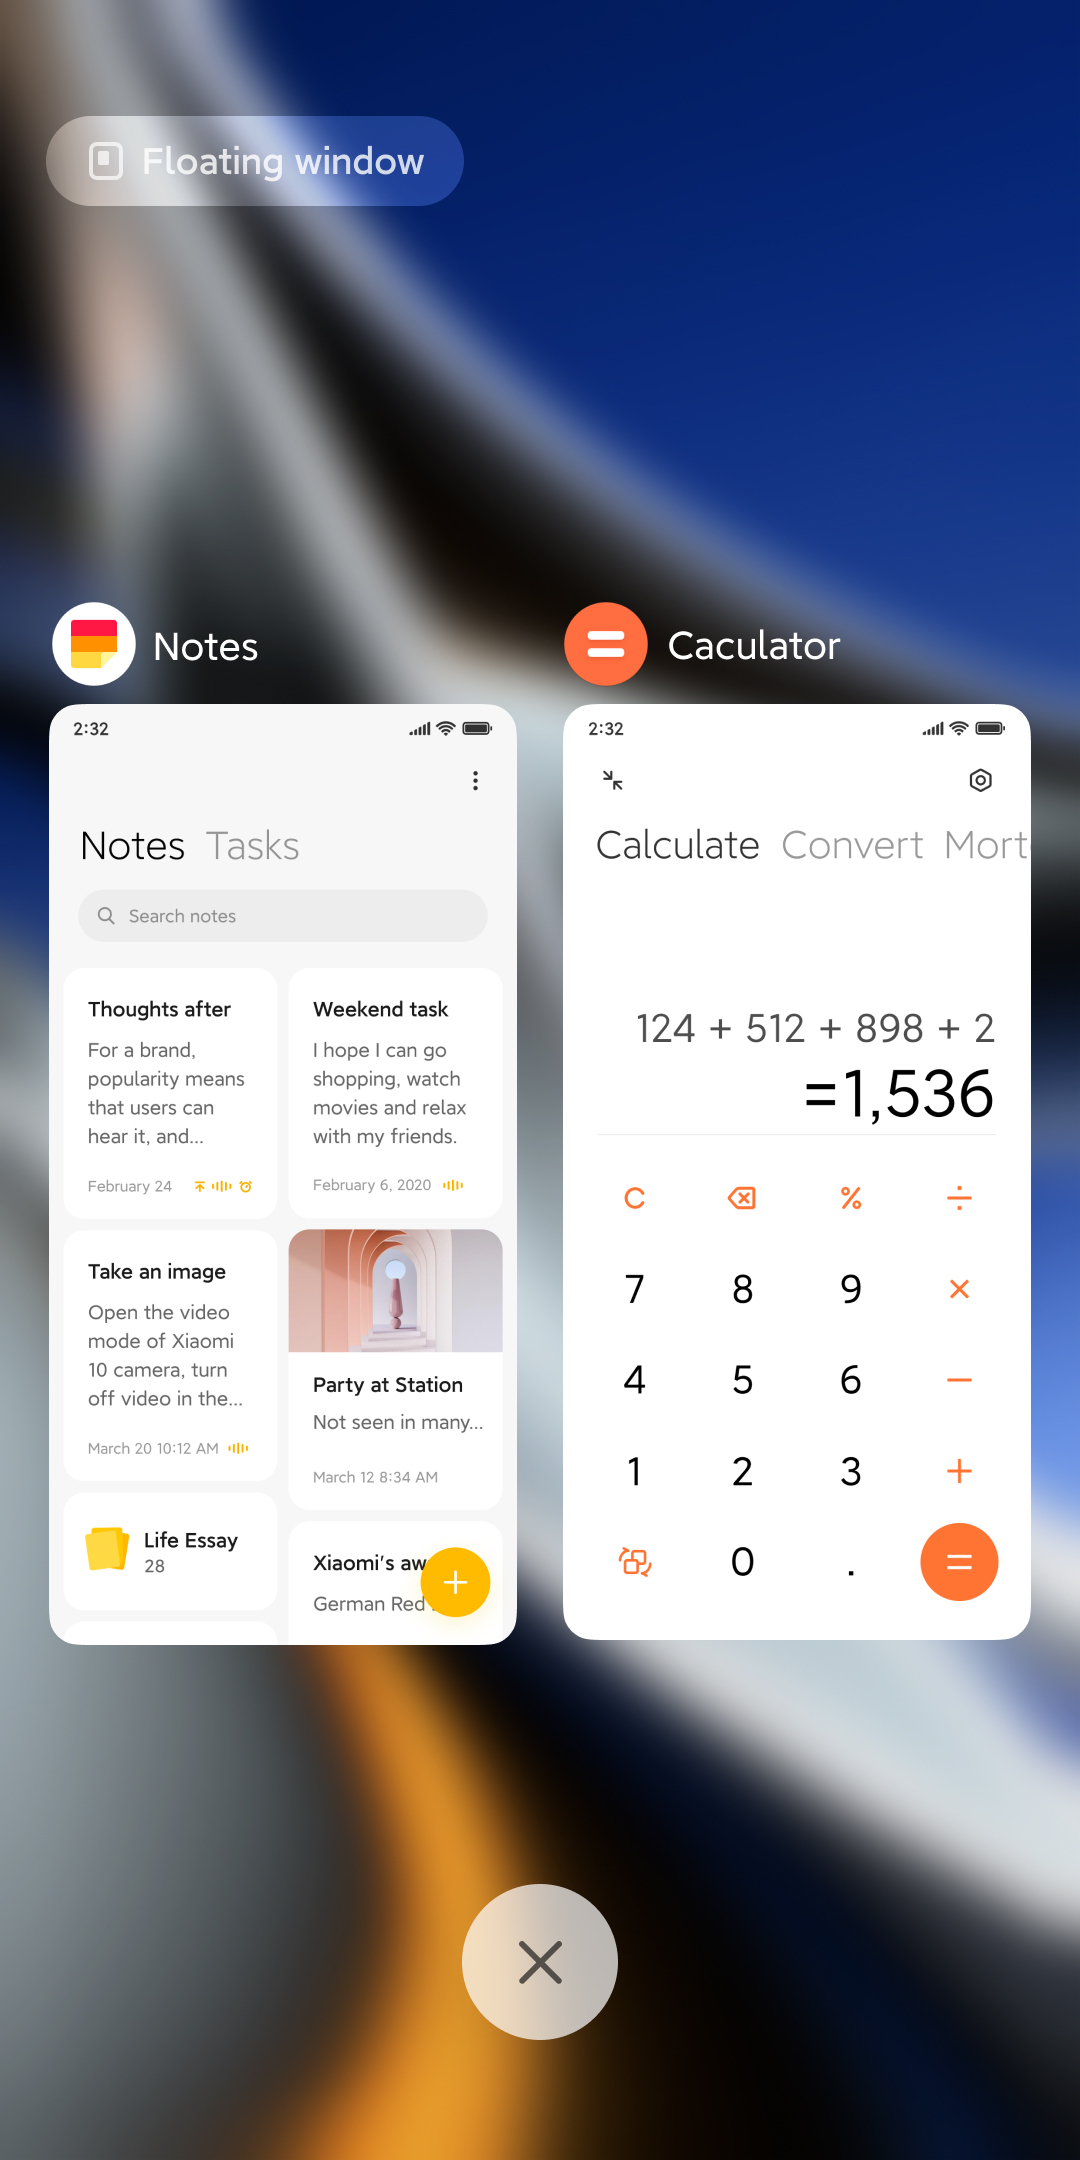 Floating window
Notes
2:32
Notes Tasks
Search notes
Thoughts after
For a brand,
popularity means
that users can
hear it, and...
February 24
Weekend task
I hope I can go
shopping, watch
movies and relax
with my friends.
February 6, 2020
Take an image
Open the video
mode of Xiaomi
10 camera, turn
off video in the...
March 20 10:12 AM
Party at Station
Not seen in many...
March 12 8:34 AM
Life Essay
28
Xiaomi's aw
German Red
Caculator
2:32
Calculate Convert Mort
124 + 512 + 898 + 2
=1,536
C % ÷
7 8 9 ×
4 5 6 −
1 2 3 +
0 . =